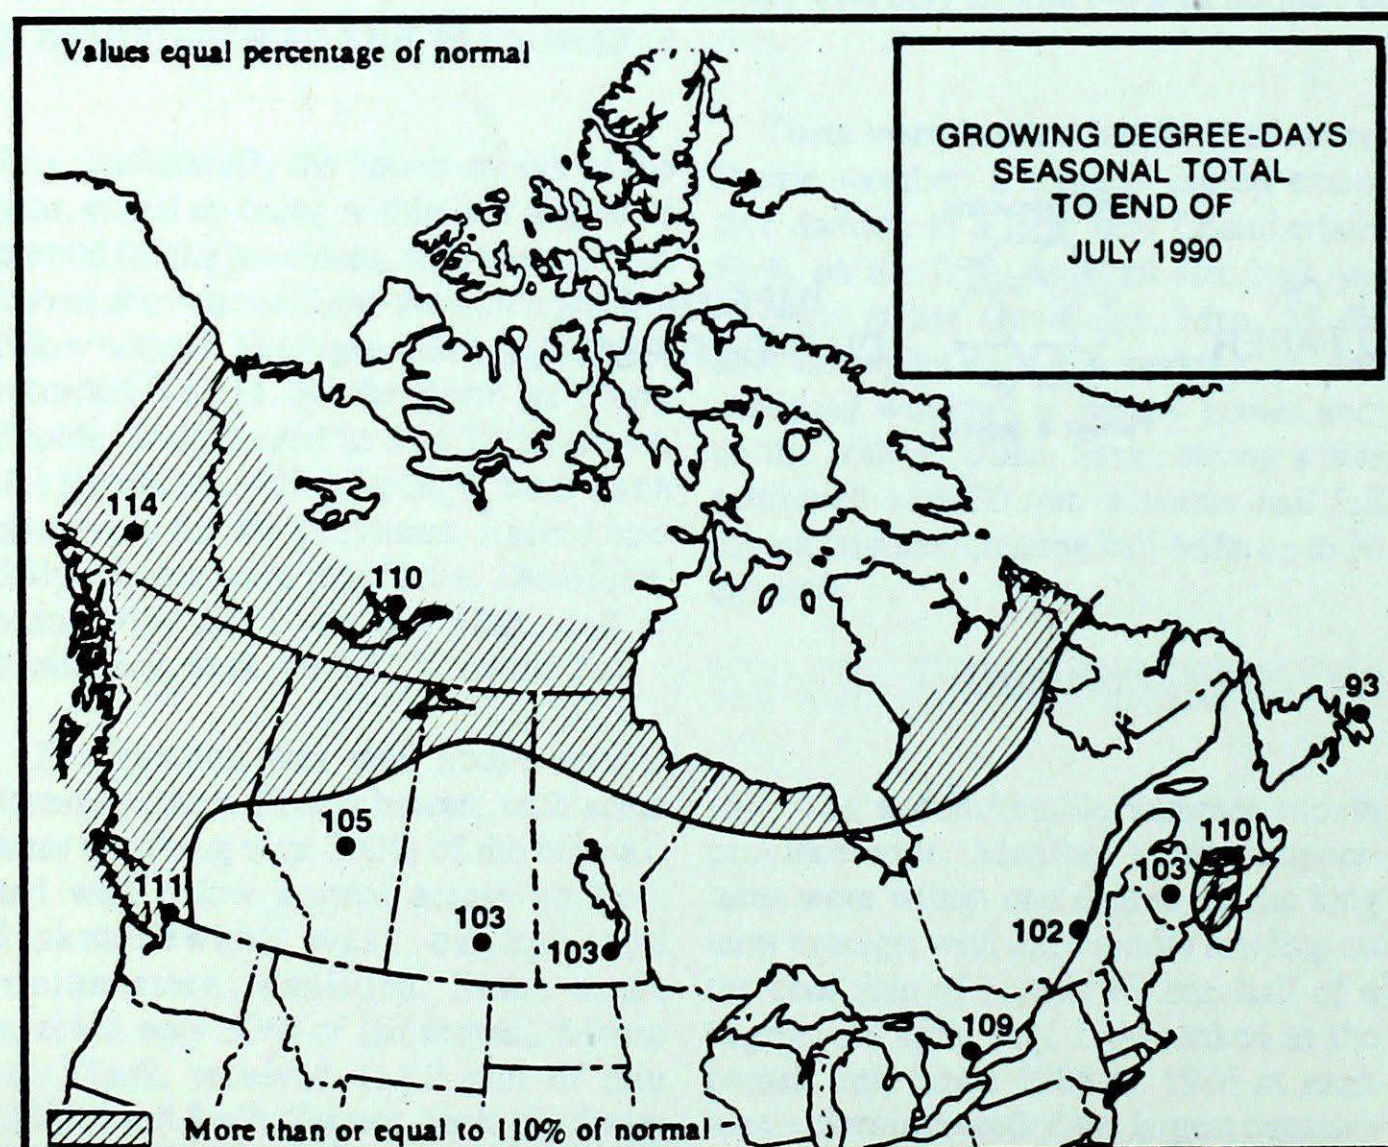 Values equal percentage of normal
GROWING DEGREE-DAYS
SEASONAL TOTAL
TO END OF
JULY 1990
114
110
93
105
110
111
103
103
103
102
109
More than or equal to 110% of normal